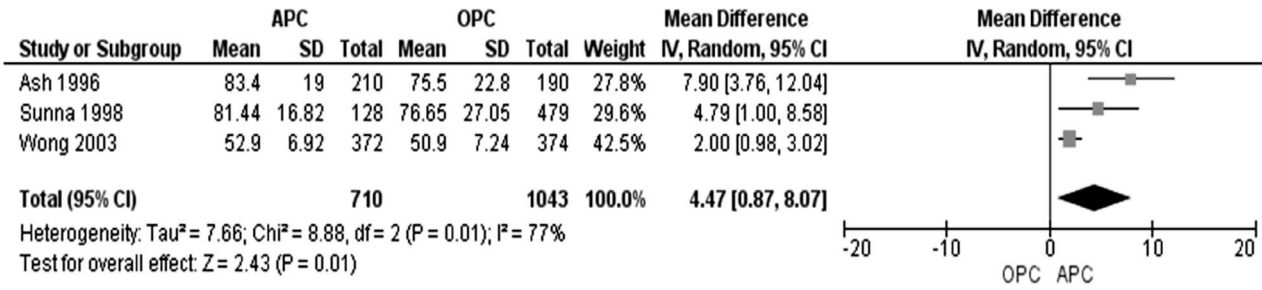 APC OPC Mean Difference Mean Difference
Study or Subgroup Mean SD Total Mean SD Total Weight IV, Random, 95% CI IV, Random, 95% CI
Ash 1996 83.4 19 210 75.5 22.8 190 27.8% 7.90 [3.76, 12.04]
Sunna 1998 81.44 16.82 128 76.65 27.05 479 29.6% 4.79 [1.00, 8.58]
Wong 2003 52.9 6.92 372 50.9 7.24 374 42.5% 2.00 [0.98, 3.02]
Total (95% CI) 710 1043 100.0% 4.47 [0.87, 8.07]
Heterogeneity: Tau² = 7.66; Chi² = 8.88, df = 2 (P = 0.01); I² = 77%
Test for overall effect: Z = 2.43 (P = 0.01)
-20 -10 0 10 20
OPC APC